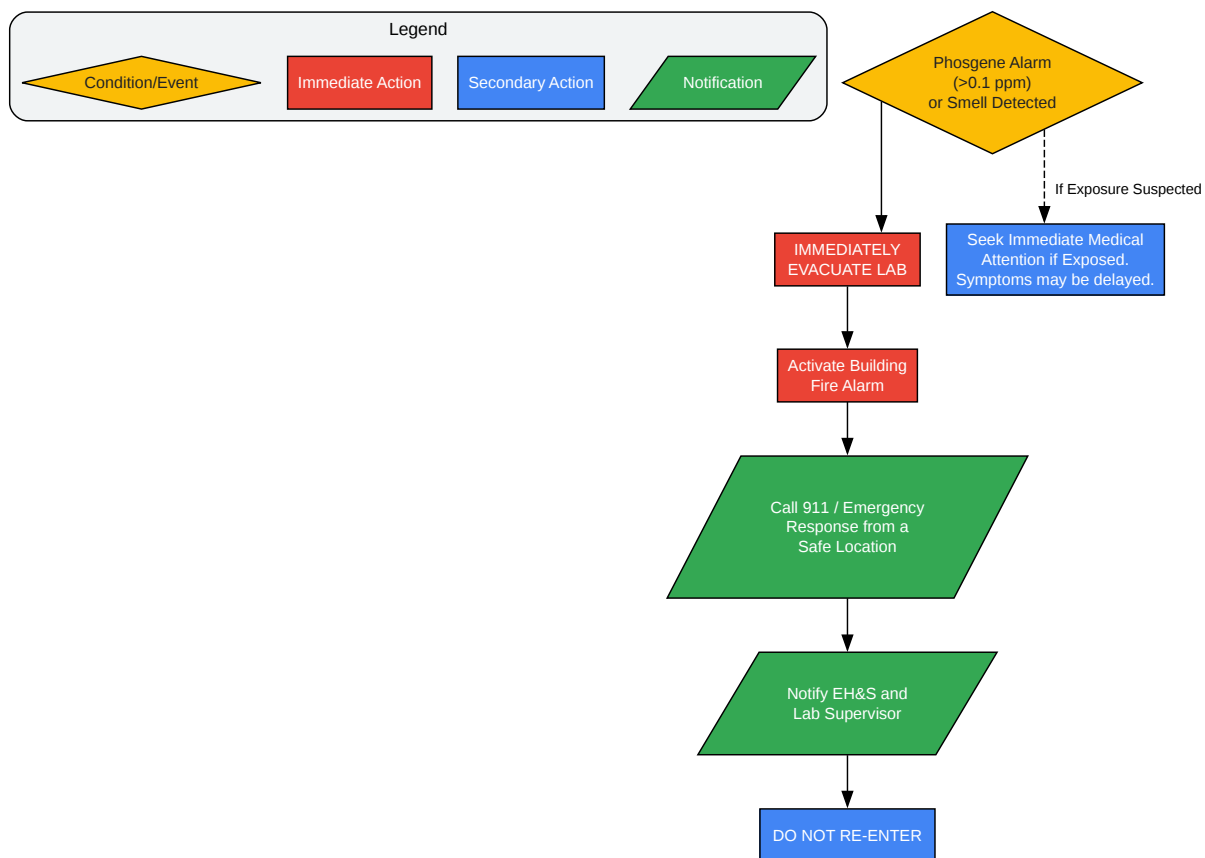 Legend
Condition/Event
Immediate Action
Secondary Action
Notification
Phosgene Alarm
(>0.1 ppm)
or Smell Detected
If Exposure Suspected
IMMEDIATELY
EVACUATE LAB
Seek Immediate Medical
Attention if Exposed.
Symptoms may be delayed.
Activate Building
Fire Alarm
Call 911 / Emergency
Response from a
Safe Location
Notify EH&S and
Lab Supervisor
DO NOT RE-ENTER